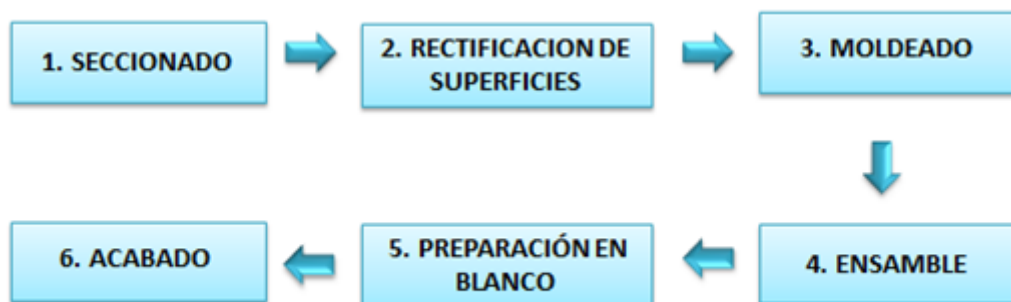 1. SECCIONADO
2. RECTIFICACION DE
SUPERFICIES
3. MOLDEADO
4. ENSAMBLE
5. PREPARACIÓN EN
BLANCO
6. ACABADO